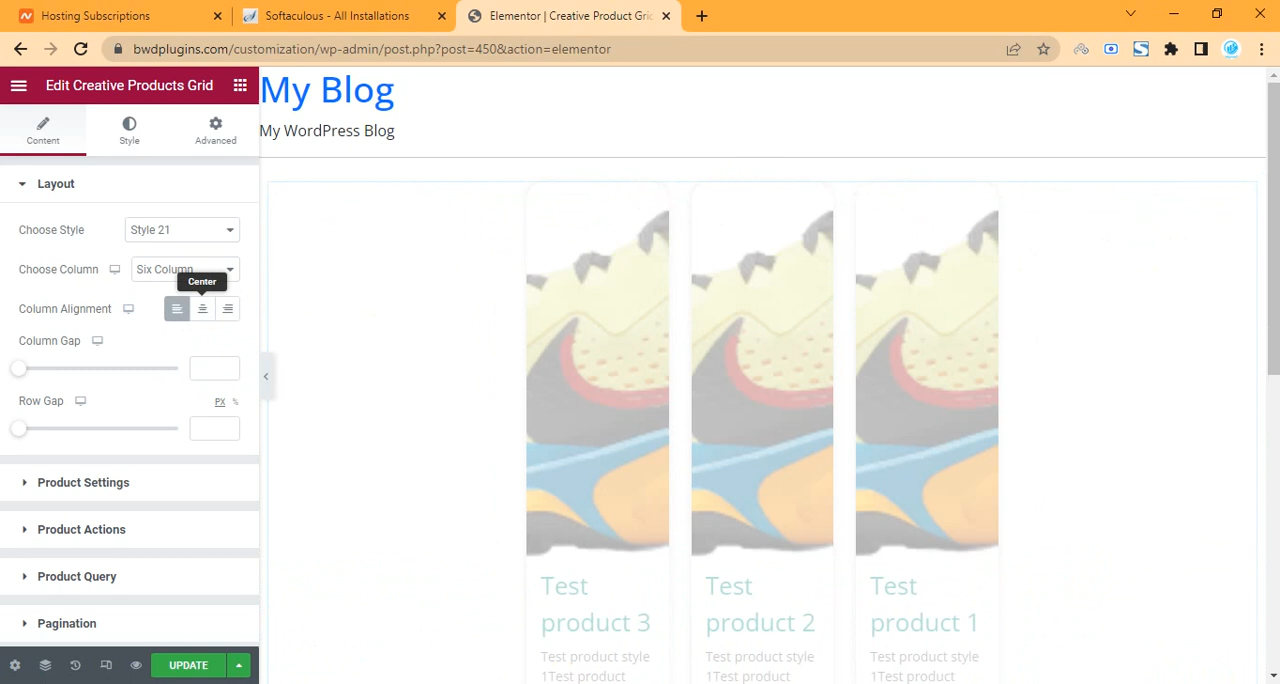 Hosting Subscriptions
Softaculous - All Installations
Elementor | Creative Product Gri
bwdplugins.com/customization/wp-admin/post.php?post=450&action=elementor
Edit Creative Products Grid
Content
Style
Advanced
Layout
Choose Style
Style 21
Choose Column
Six Column
Center
Column Alignment
Column Gap
Row Gap
PX %
Product Settings
Product Actions
Product Query
Pagination
UPDATE
My Blog
My WordPress Blog
Test
product 3
Test product style
1Test product
Test
product 2
Test product style
1Test product
Test
product 1
Test product style
1Test product